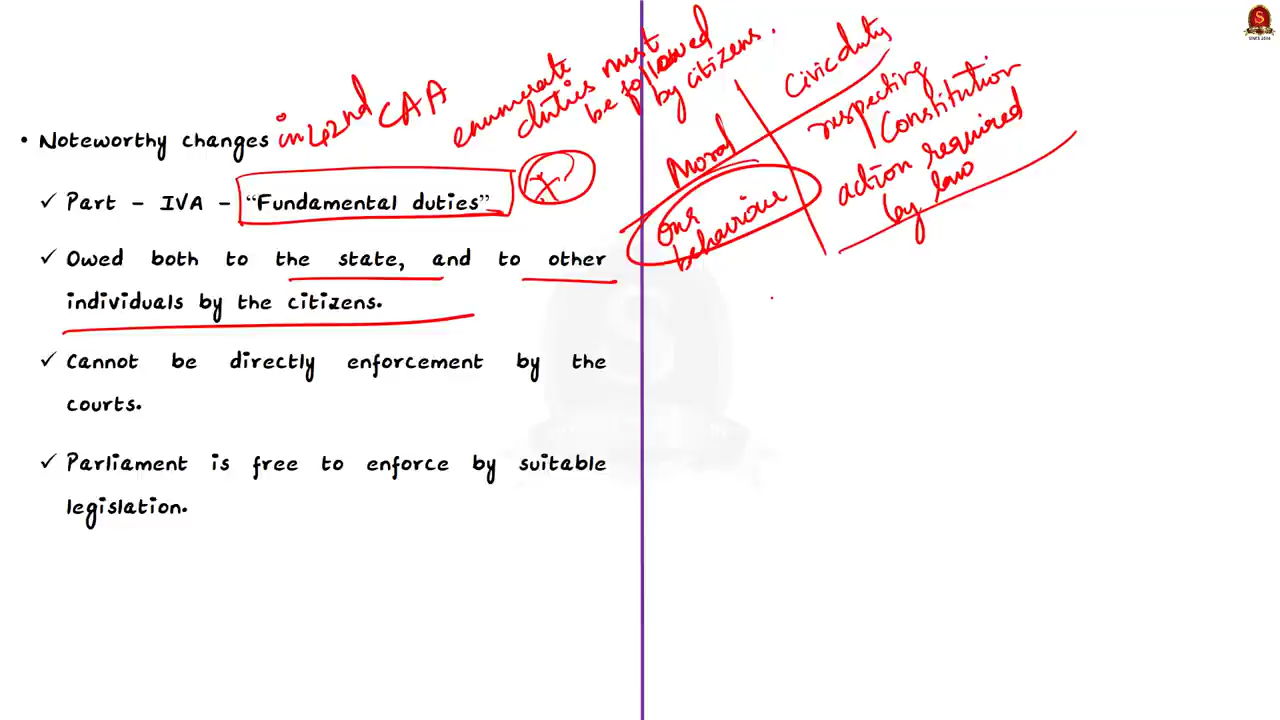 • Noteworthy changes in 42nd CAA
enumerate
duties must
be followed
by citizens.
✓ Part - IVA - “Fundamental duties”
✓ Owed both to the state, and to other
individuals by the citizens.
✓ Cannot be directly enforcement by the
courts.
✓ Parliament is free to enforce by suitable
legislation.
Moral
our
behaviour
Civic duty
respecting
Constitution
action required
by law
S